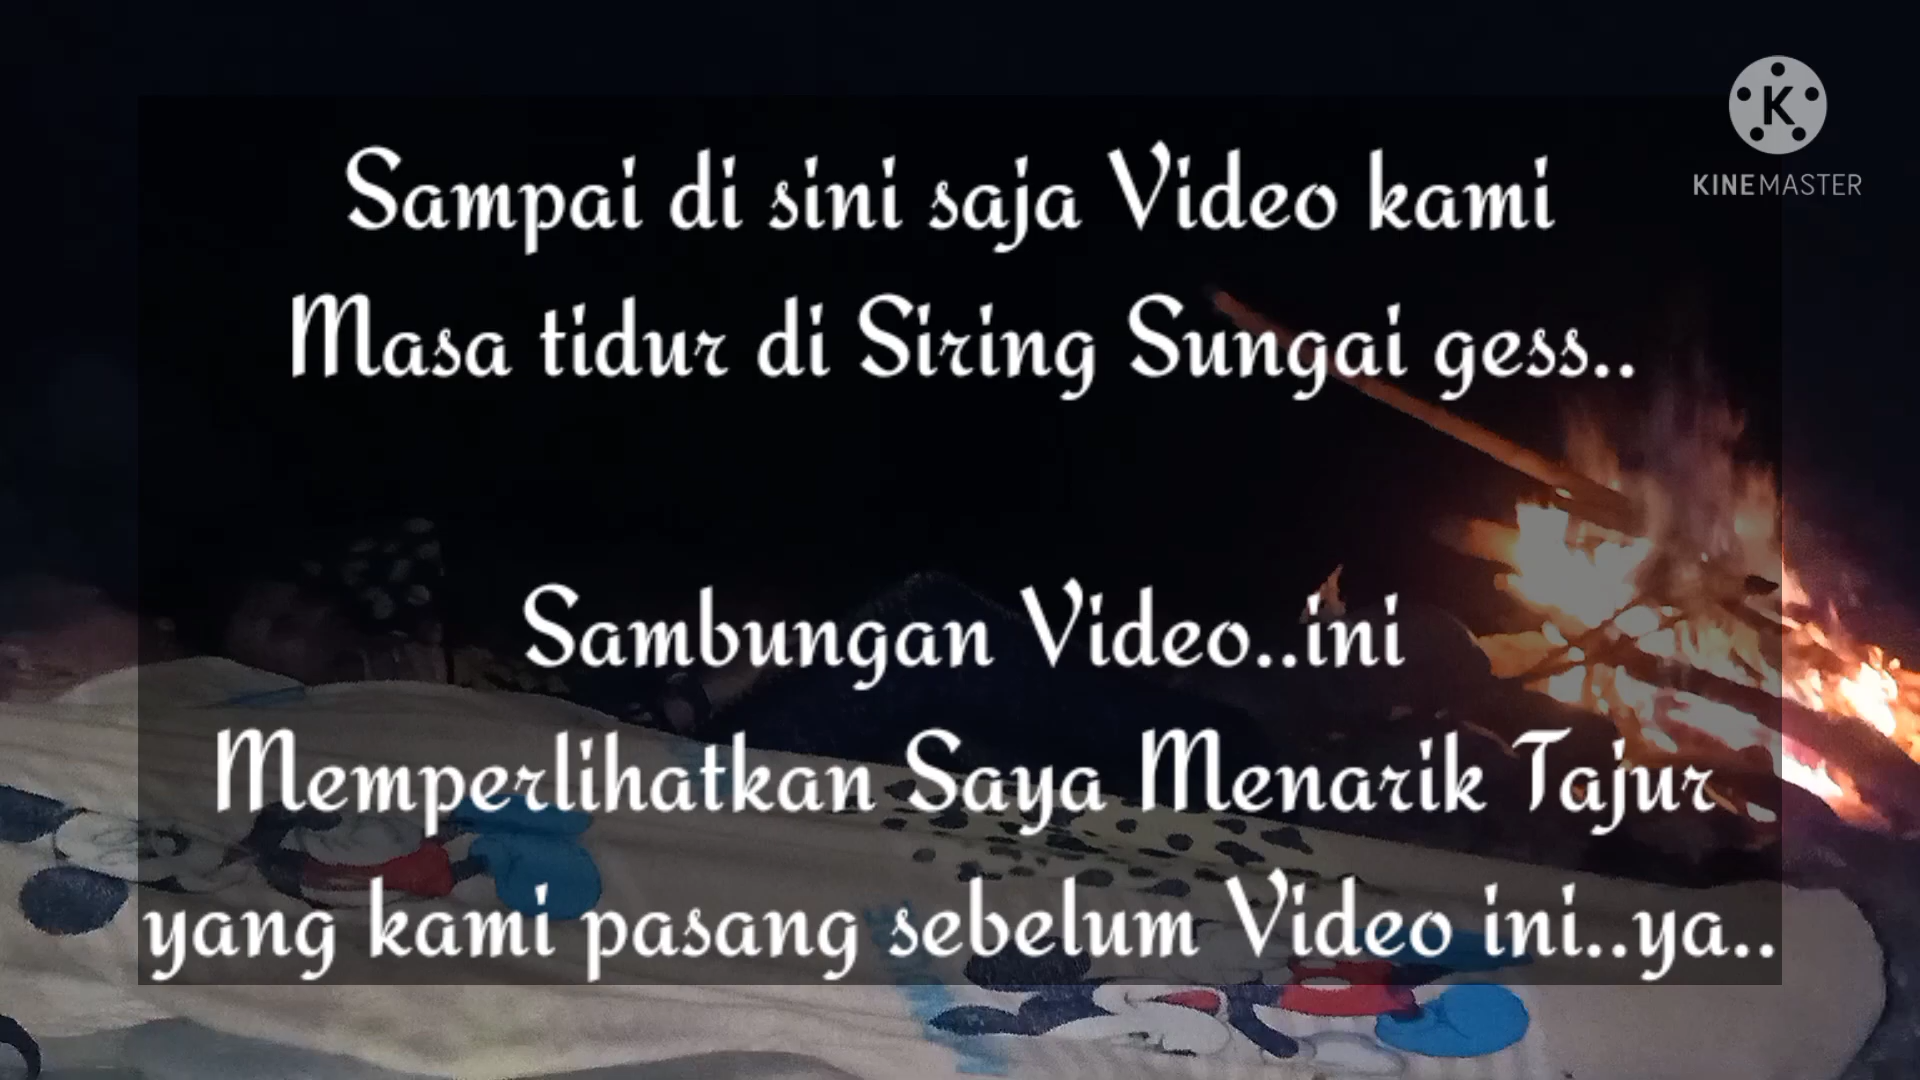 Sampai di sini saja Video kami
Masa tidur di Siring Sungai gess..
Sambungan Video..ini
Memperlihatkan Saya Menarik Tajur
yang kami pasang sebelum Video ini..ya..
K
KINEMASTER